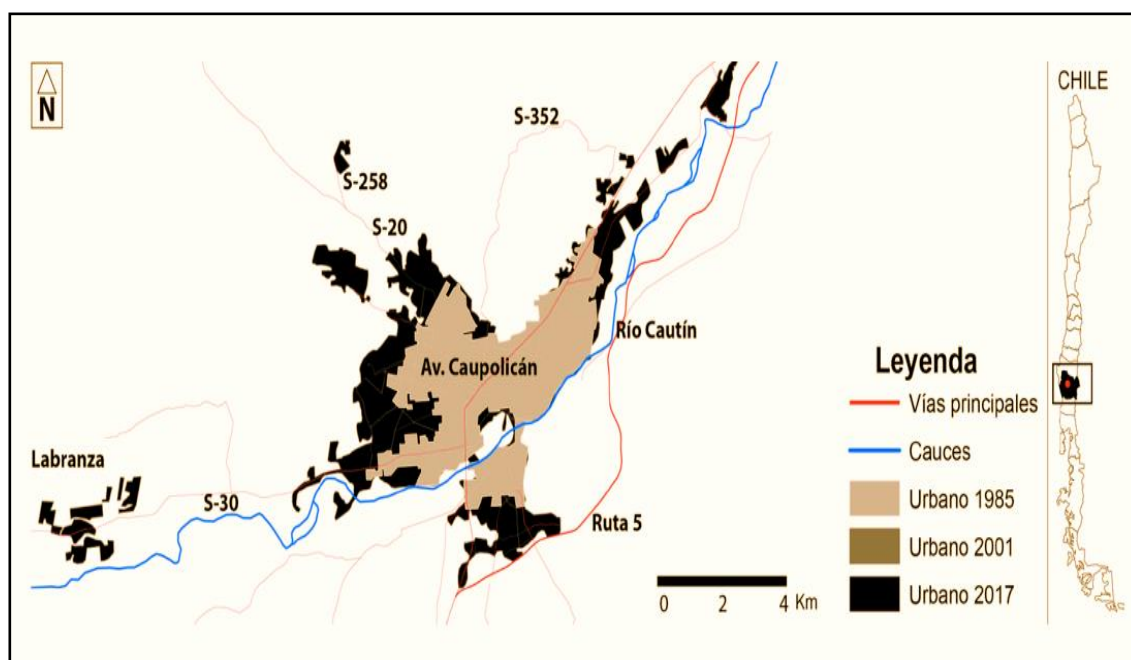 N
CHILE
S-352
S-258
S-20
Río Cautín
Av. Caupolicán
Leyenda
Vías principales
Cauces
Urbano 1985
Urbano 2001
Urbano 2017
Labranza
S-30
Ruta 5
0 2 4 Km